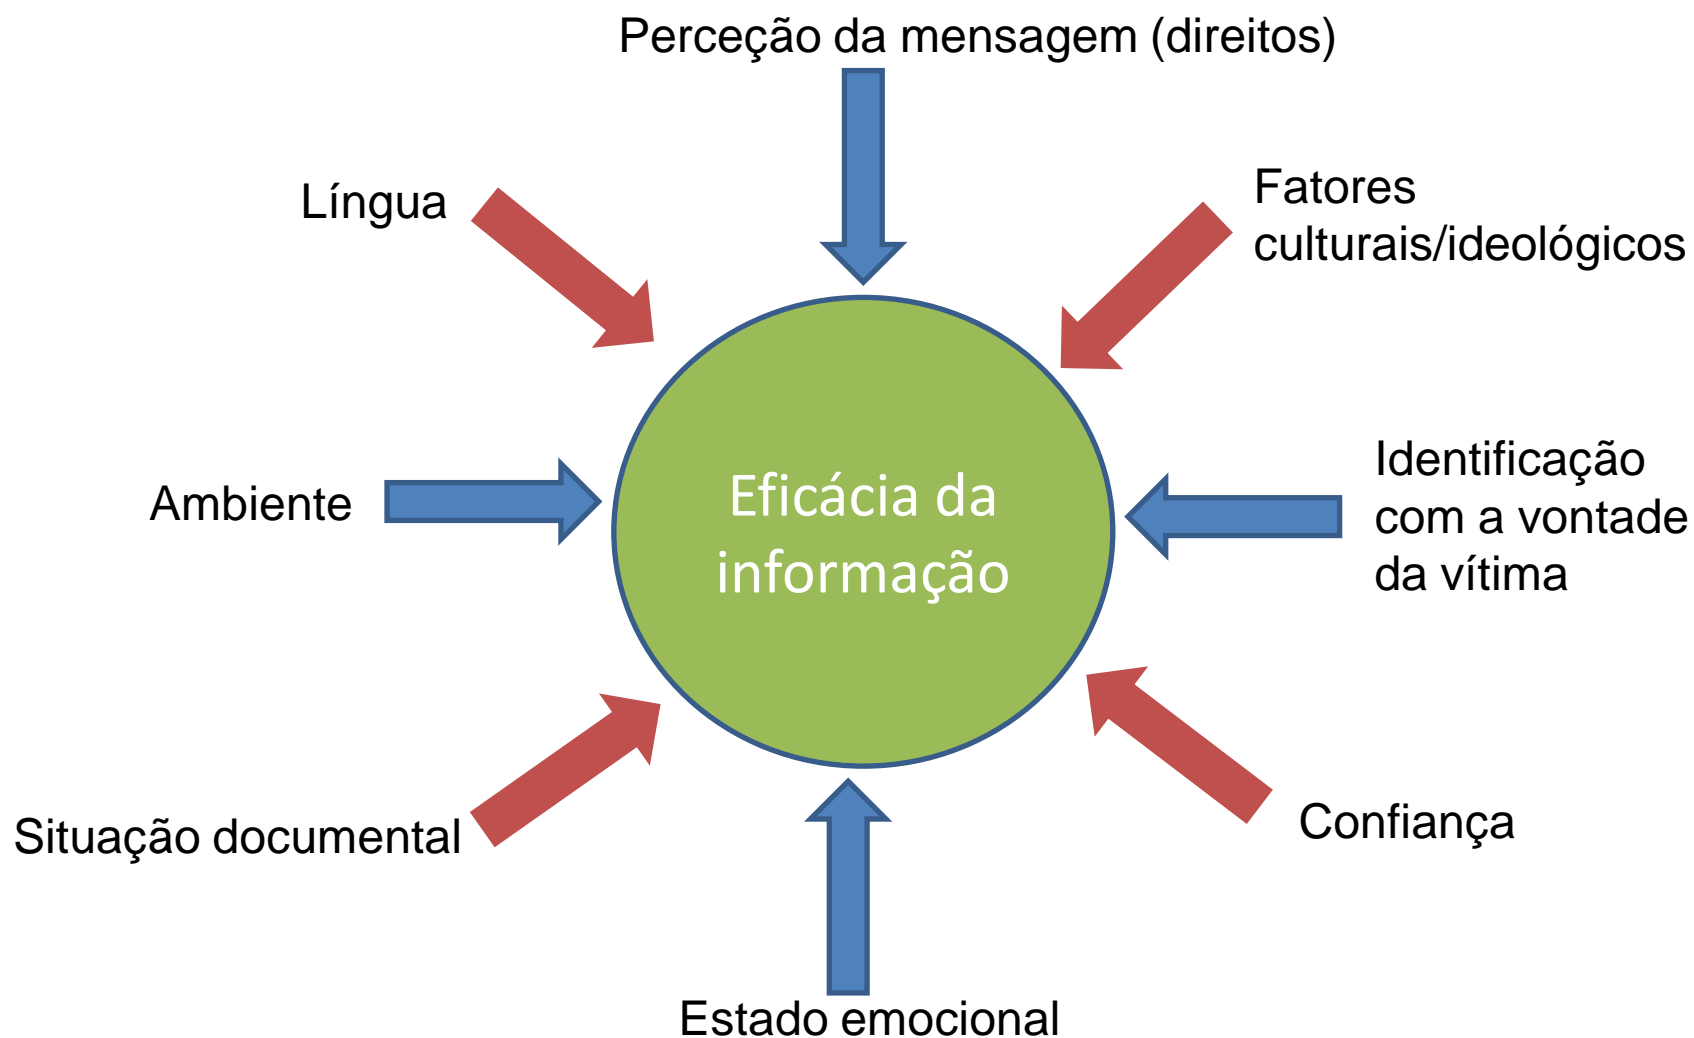 Perceção da mensagem (direitos)
Língua
Fatores
culturais/ideológicos
Ambiente
Eficácia da
informação
Identificação
com a vontade
da vítima
Situação documental
Confiança
Estado emocional